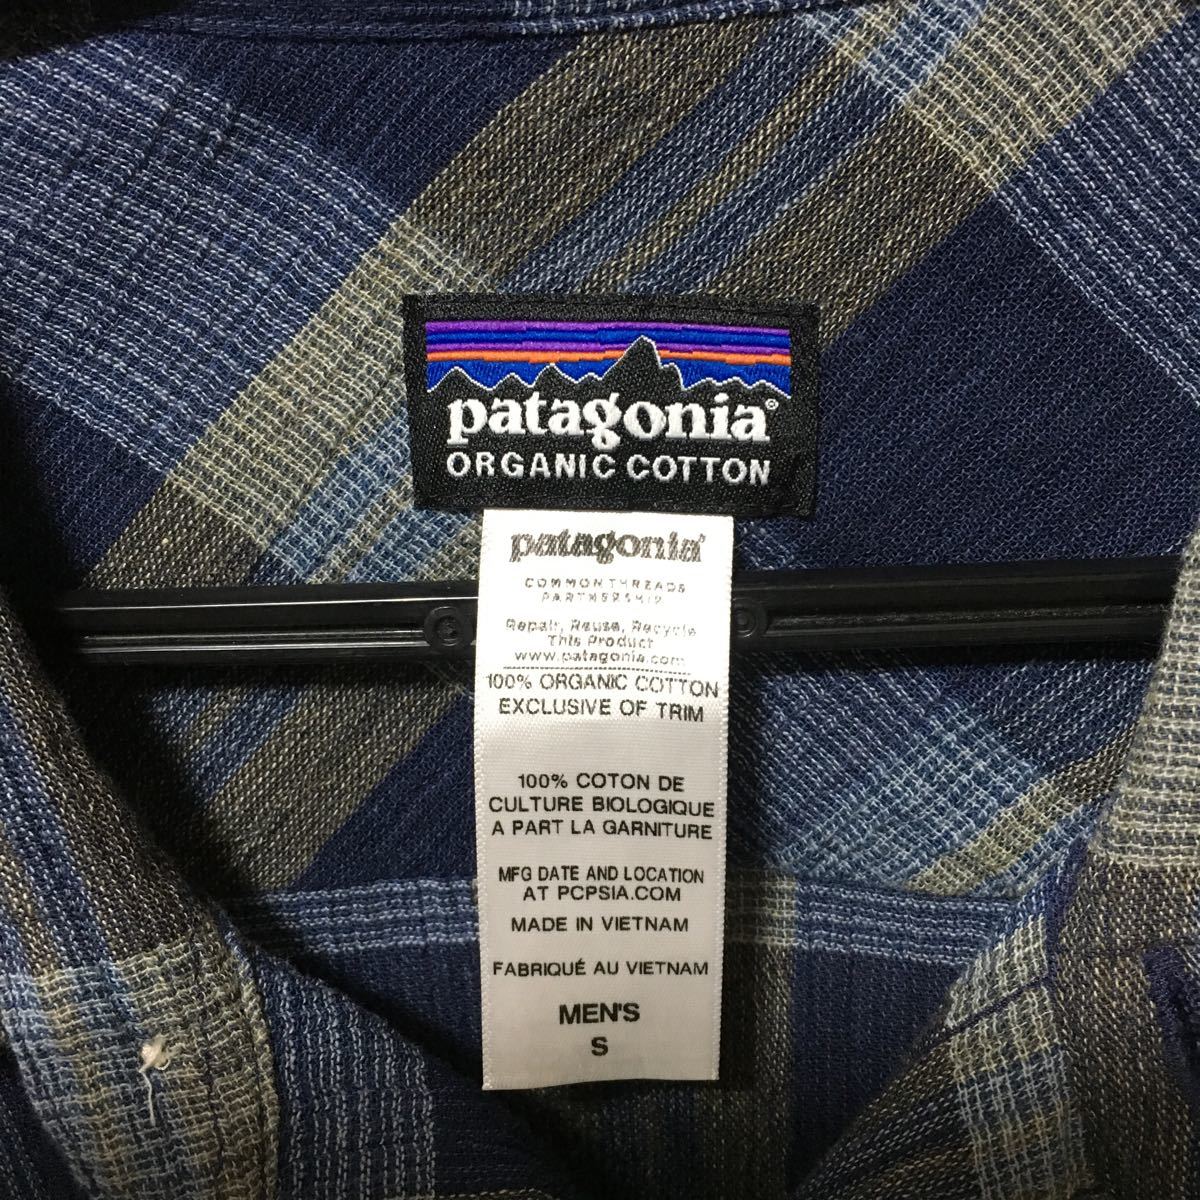 patagonia®
ORGANIC COTTON
patagonia®
COMMON THREADS
PARTNERSHIP
Repair, Reuse, Recycle
This Product
www.patagonia.com
100% ORGANIC COTTON
EXCLUSIVE OF TRIM
100% COTON DE
CULTURE BIOLOGIQUE
A PART LA GARNITURE
MFG DATE AND LOCATION
AT PCPSIA.COM
MADE IN VIETNAM
FABRIQUÉ AU VIETNAM
MEN'S
S